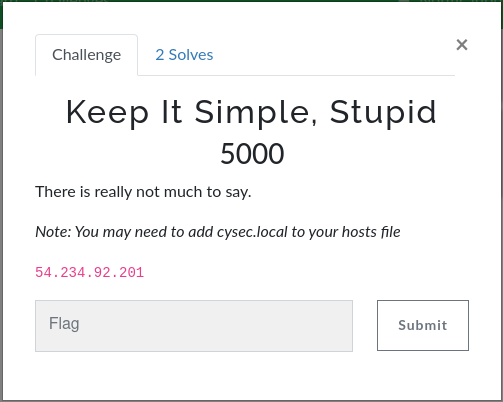 Challenge
2 Solves
×
Keep It Simple, Stupid
5000
There is really not much to say.
Note: You may need to add cysec.local to your hosts file
54.234.92.201
Flag
Submit